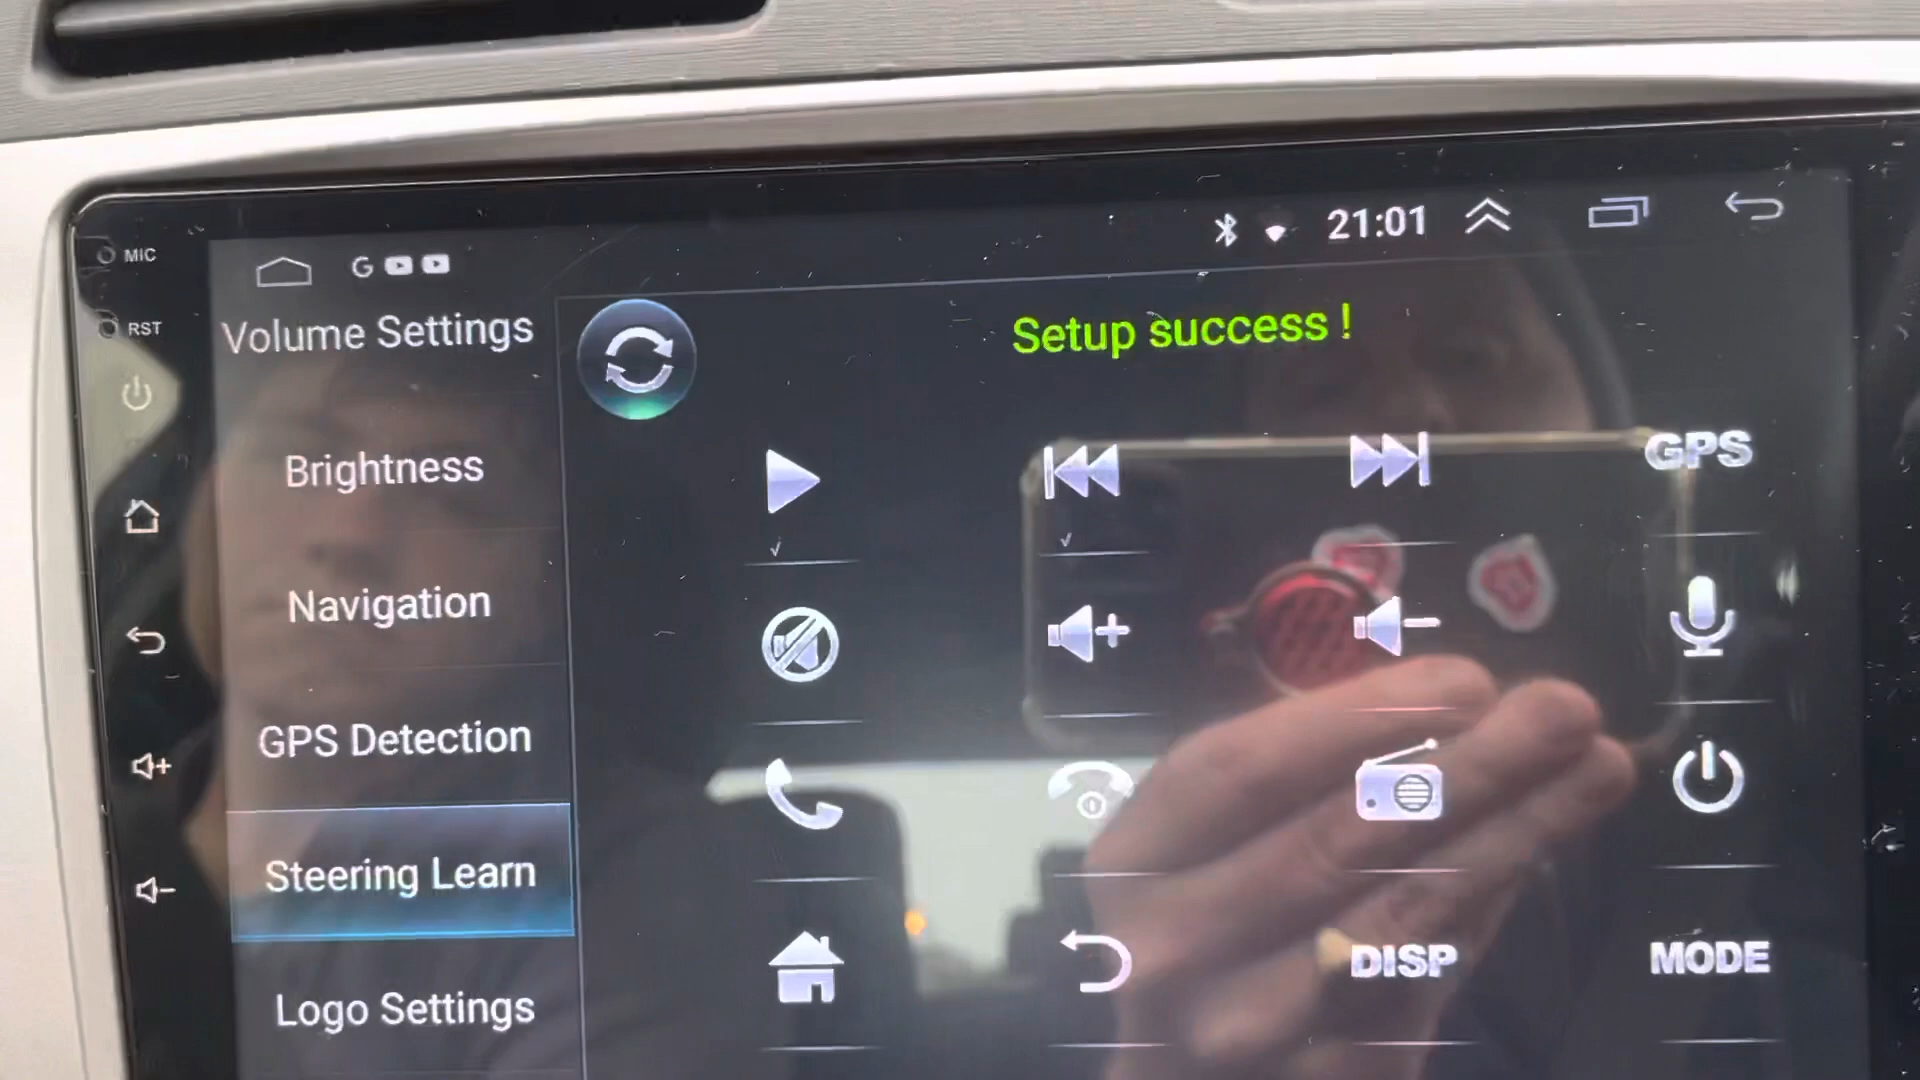 MIC
21:01
G
RST
Volume Settings
Setup success !
Brightness
GPS
Navigation
GPS Detection
Steering Learn
DISP
MODE
Logo Settings